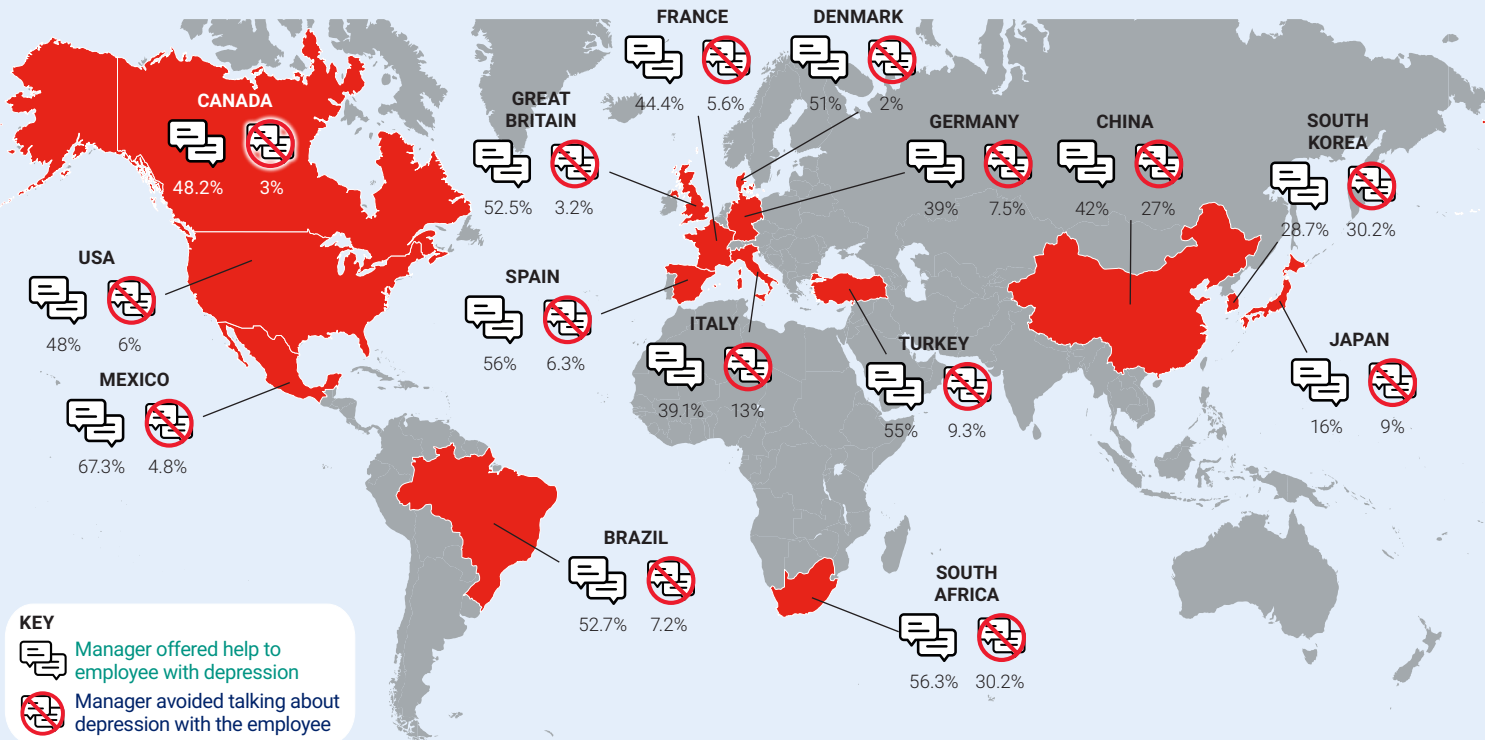 FRANCE
44.4% 5.6%
DENMARK
51% 2%
CANADA
48.2% 3%
GREAT
BRITAIN
52.5% 3.2%
GERMANY
39% 7.5%
CHINA
42% 27%
SOUTH
KOREA
28.7% 30.2%
USA
48% 6%
SPAIN
56% 6.3%
ITALY
39.1% 13%
TURKEY
55% 9.3%
JAPAN
16% 9%
MEXICO
67.3% 4.8%
BRAZIL
52.7% 7.2%
SOUTH
AFRICA
56.3% 30.2%
KEY
Manager offered help to
employee with depression
Manager avoided talking about
depression with the employee